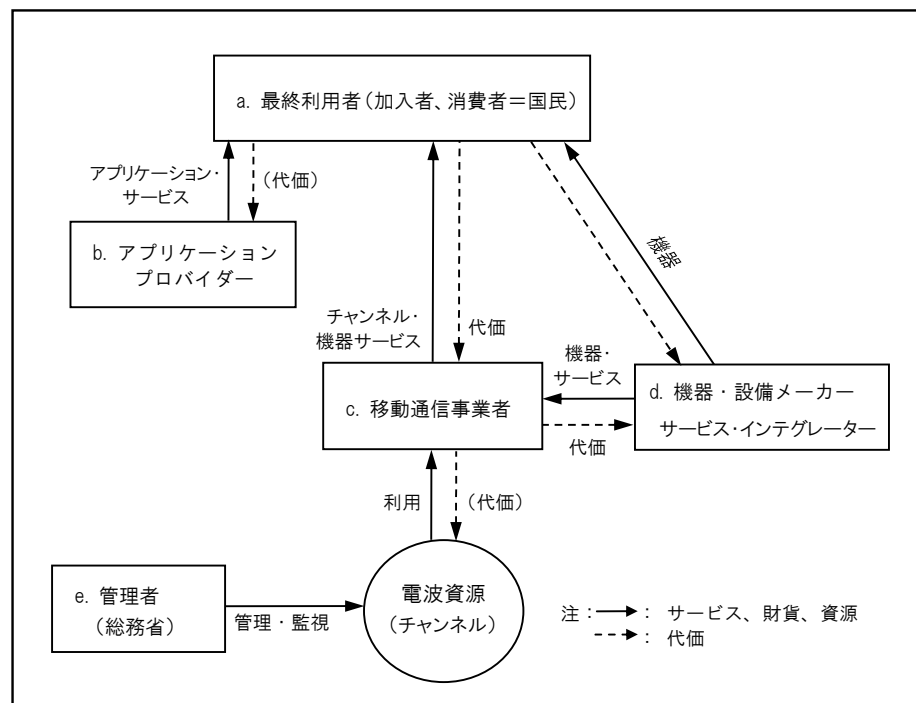 a. 最終利用者(加入者、消費者=国民)
アプリケーション・
サービス
(代価)
b. アプリケーション
プロバイダー
機器
チャンネル・
機器サービス
代価
機器・
サービス
c. 移動通信事業者
d. 機器・設備メーカー
サービス・インテグレーター
代価
利用
(代価)
e. 管理者
(総務省)
管理・監視
電波資源
(チャンネル)
注: : サービス、財貨、資源
: 代価